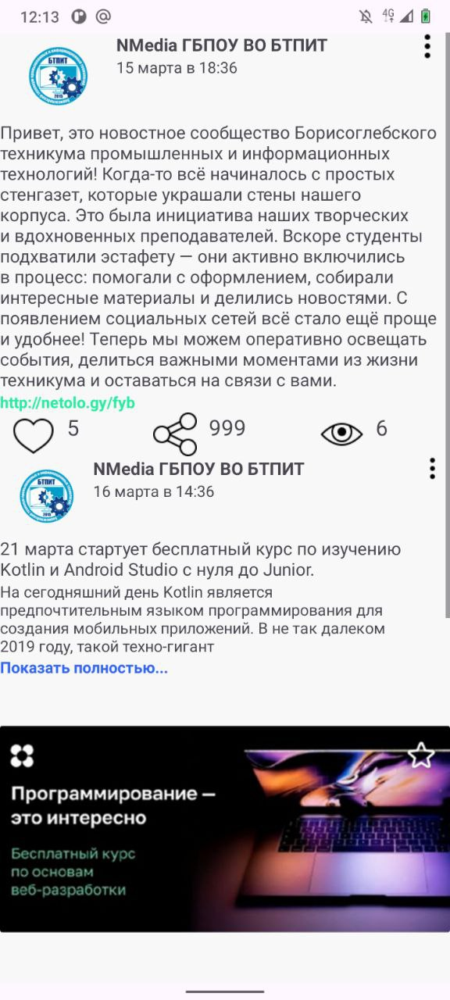 12:13
4G
NMedia ГБПОУ ВО БТПИТ
15 марта в 18:36
БТПИТ
2015
Привет, это новостное сообщество Борисоглебского
техникума промышленных и информационных
технологий! Когда-то всё начиналось с простых
стенгазет, которые украшали стены нашего
корпуса. Это была инициатива наших творческих
и вдохновенных преподавателей. Вскоре студенты
подхватили эстафету — они активно включились
в процесс: помогали с оформлением, собирали
интересные материалы и делились новостями. С
появлением социальных сетей всё стало ещё проще
и удобнее! Теперь мы можем оперативно освещать
события, делиться важными моментами из жизни
техникума и оставаться на связи с вами.
http://netolo.gy/fyb
5 999 6
NMedia ГБПОУ ВО БТПИТ
16 марта в 14:36
БТПИТ
2015
21 марта стартует бесплатный курс по изучению
Kotlin и Android Studio с нуля до Junior.
На сегодняшний день Kotlin является
предпочтительным языком программирования для
создания мобильных приложений. В не так далеком
2019 году, такой техно-гигант
Показать полностью...
Программирование —
это интересно
Бесплатный курс
по основам
веб-разработки